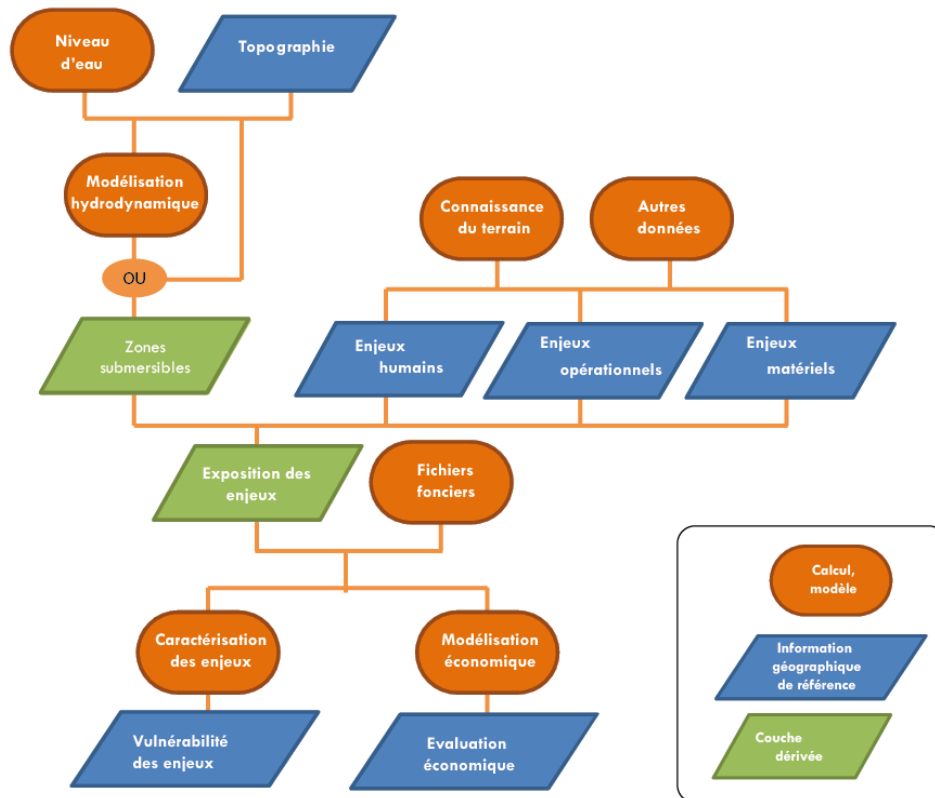 Niveau
d'eau
Topographie
Modélisation
hydrodynamique
OU
Connaissance
du terrain
Autres
données
Zones
submersibles
Enjeux
humains
Enjeux
opérationnels
Enjeux
matériels
Exposition des
enjeux
Fichiers
fonciers
Caractérisation
des enjeux
Modélisation
économique
Vulnérabilité
des enjeux
Evaluation
économique
Calcul,
modèle
Information
géographique
de référence
Couche
dérivée